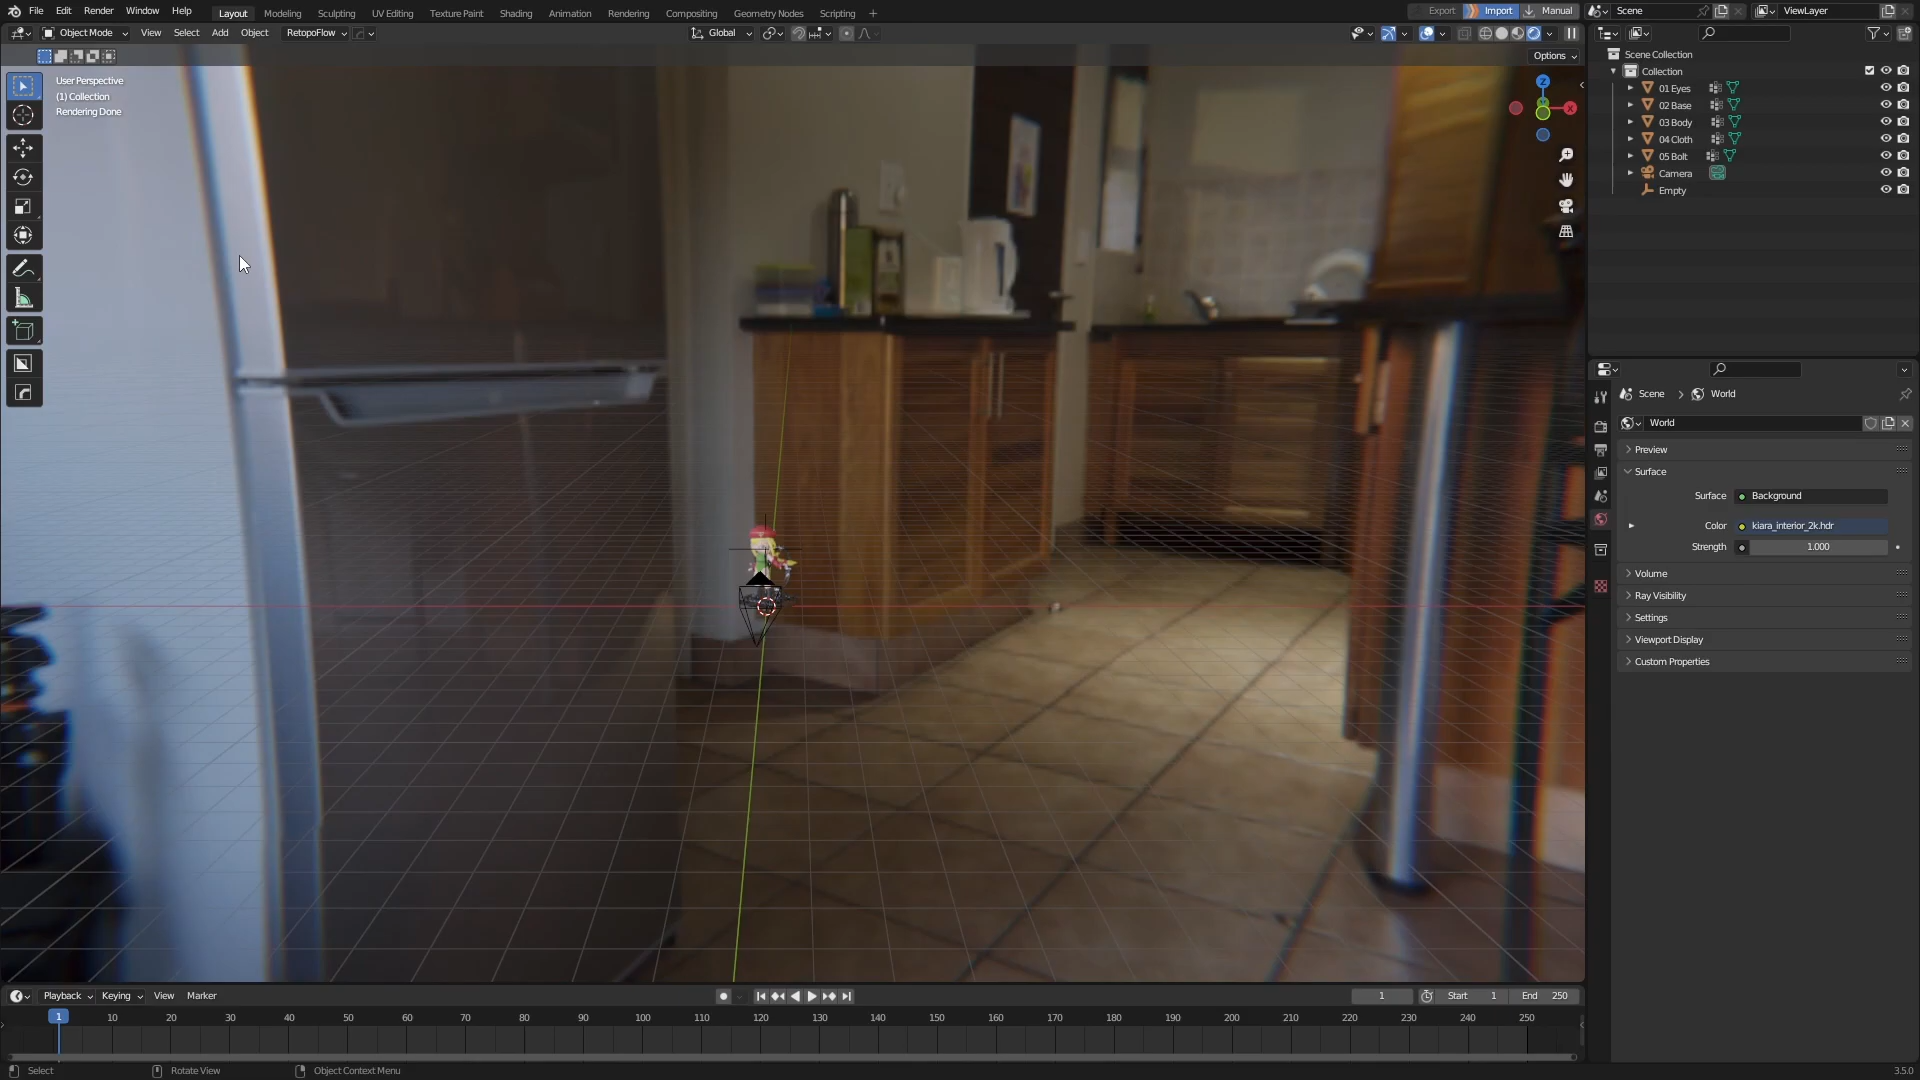 File Edit Render Window Help Layout Modeling Sculpting UV Editing Texture Paint Shading Animation Rendering Compositing Geometry Nodes Scripting + Export Import Manual Scene ViewLayer
Object Mode View Select Add Object RetopoFlow Global
Options
User Perspective
(1) Collection
Rendering Done
Z
X
Scene Collection
Collection
01 Eyes
02 Base
03 Body
04 Cloth
05 Bolt
Camera
Empty
Scene > World
World
Preview
Surface
Surface Background
Color kiara_interior_2k.hdr
Strength 1.000
Volume
Ray Visibility
Settings
Viewport Display
Custom Properties
Playback Keying View Marker 1 Start 1 End 250
1 10 20 30 40 50 60 70 80 90 100 110 120 130 140 150 160 170 180 190 200 210 220 230 240 250
Select Rotate View Object Context Menu 3.5.0